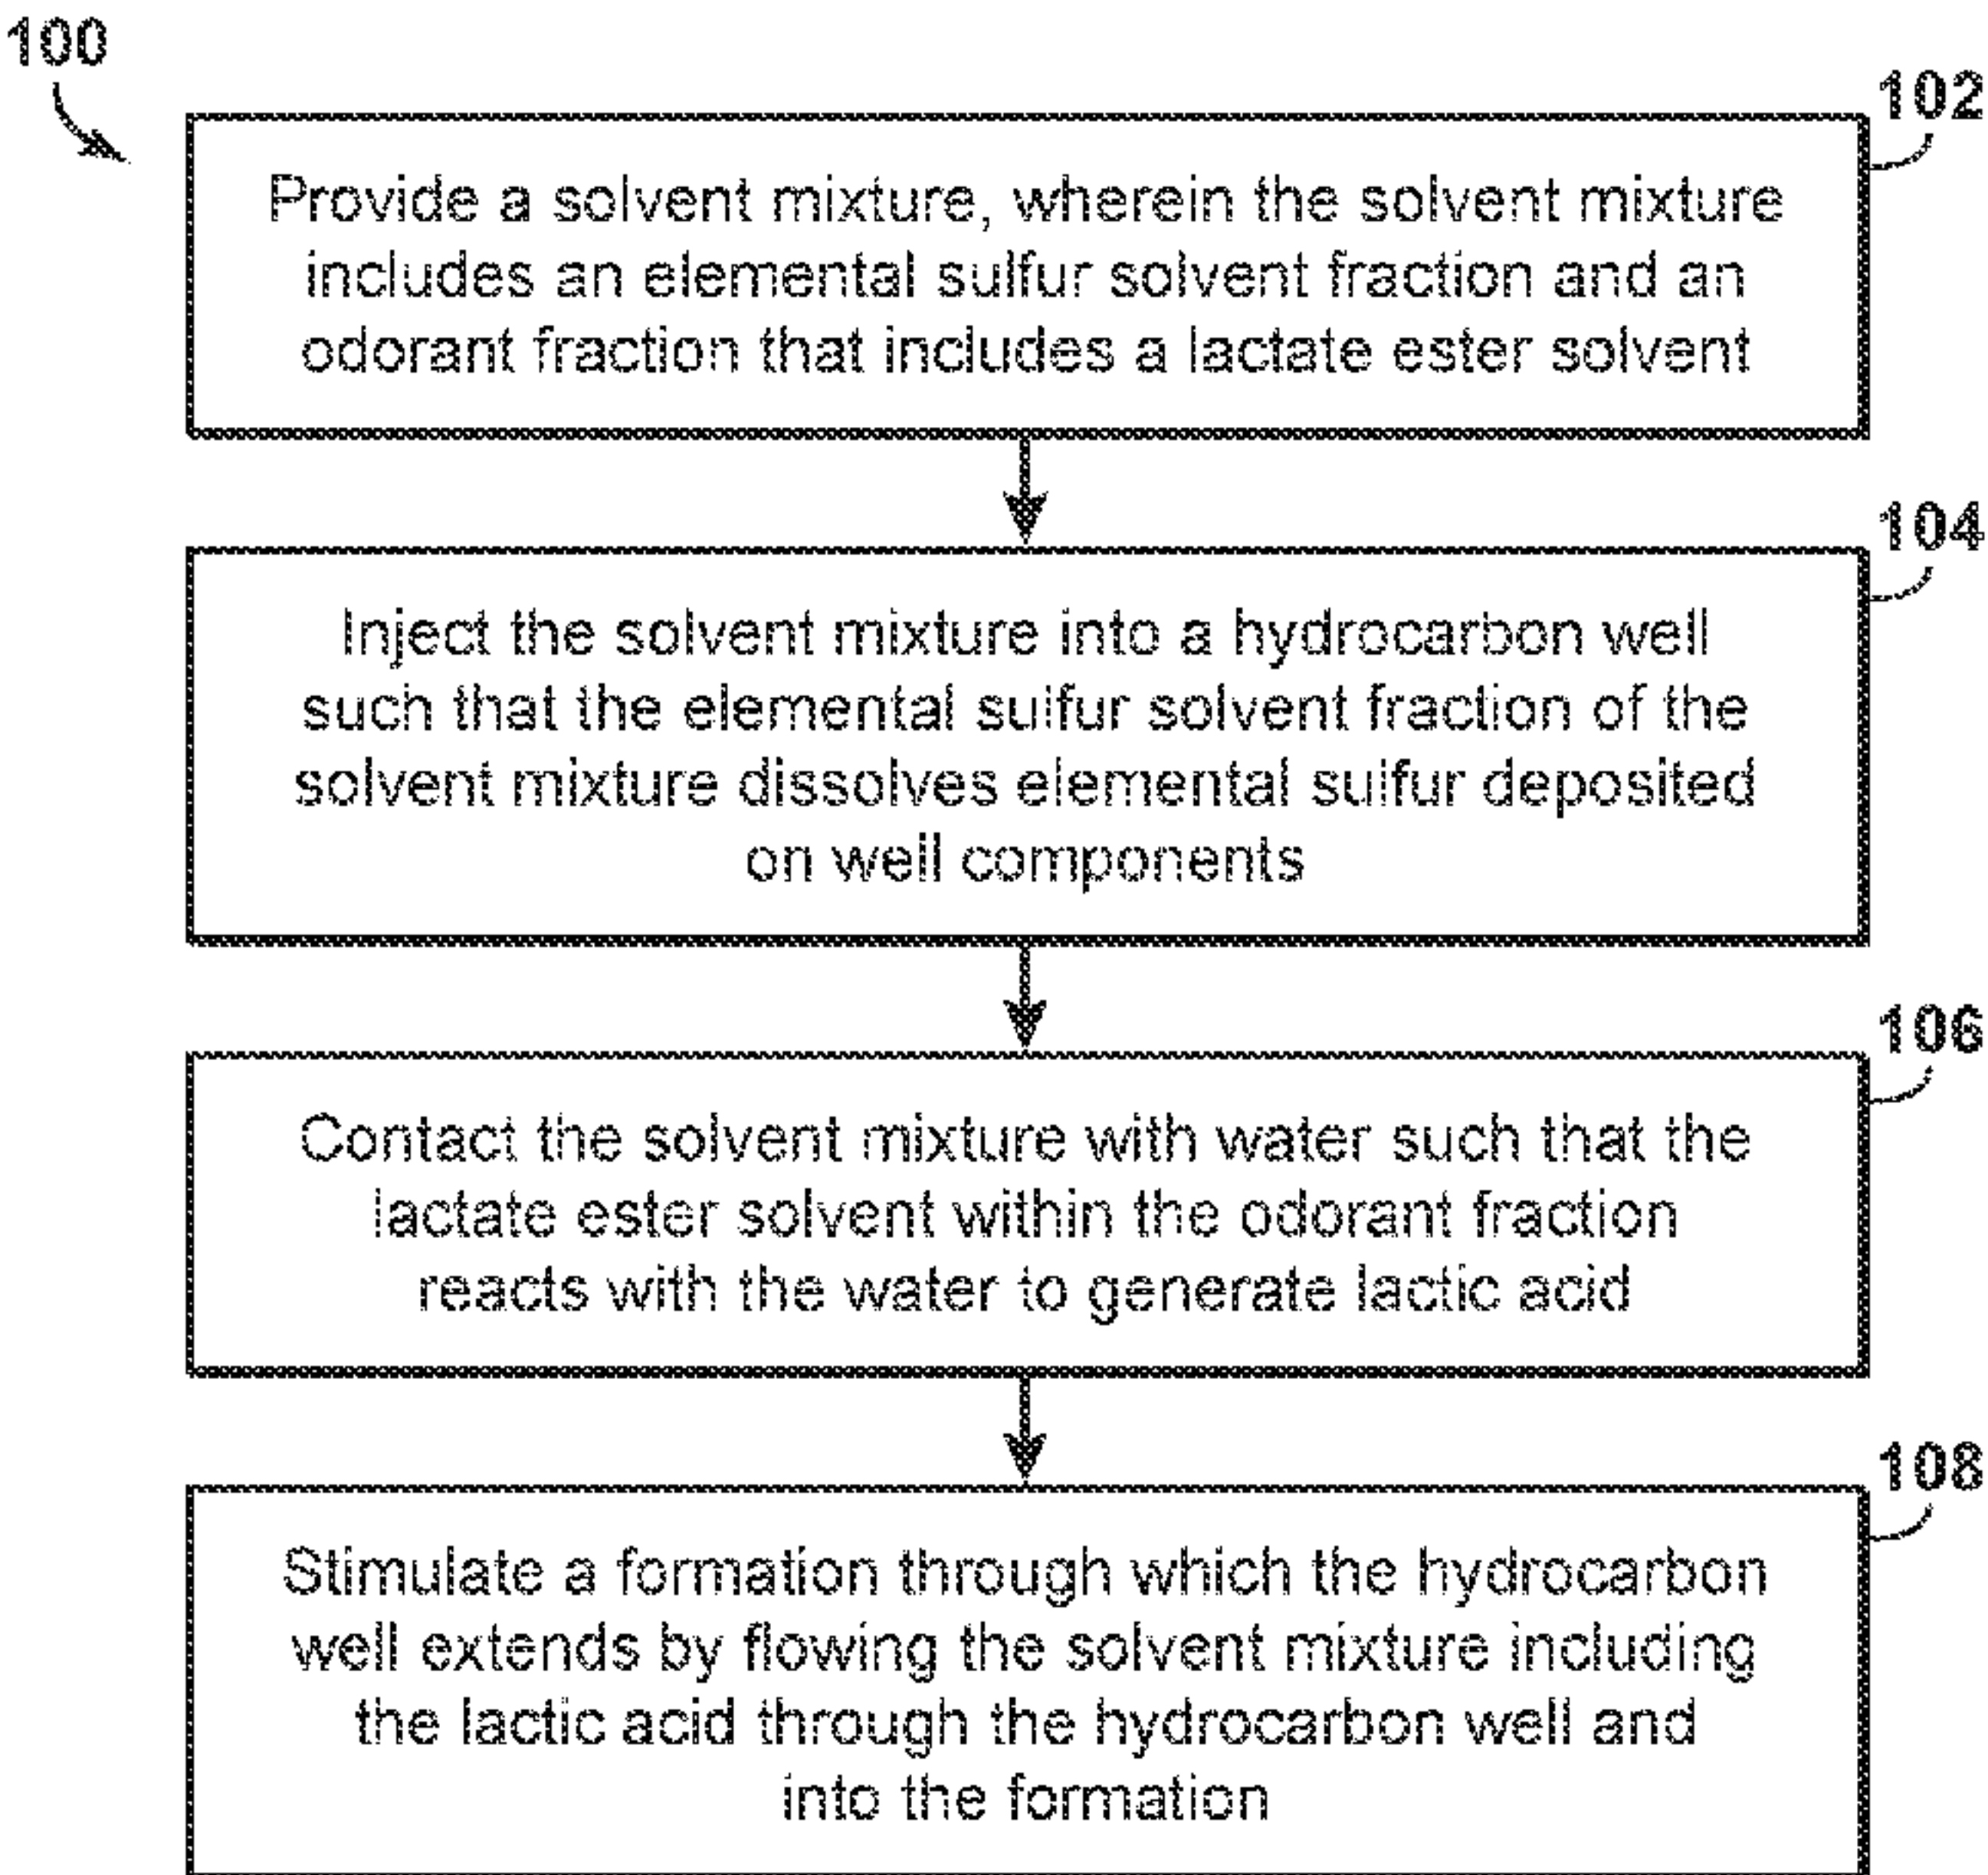 100
102
Provide a solvent mixture, wherein the solvent mixture
includes an elemental sulfur solvent fraction and an
odorant fraction that includes a lactate ester solvent
104
Inject the solvent mixture into a hydrocarbon well
such that the elemental sulfur solvent fraction of the
solvent mixture dissolves elemental sulfur deposited
on well components
106
Contact the solvent mixture with water such that the
lactate ester solvent within the odorant fraction
reacts with the water to generate lactic acid
108
Stimulate a formation through which the hydrocarbon
well extends by flowing the solvent mixture including
the lactic acid through the hydrocarbon well and
into the formation